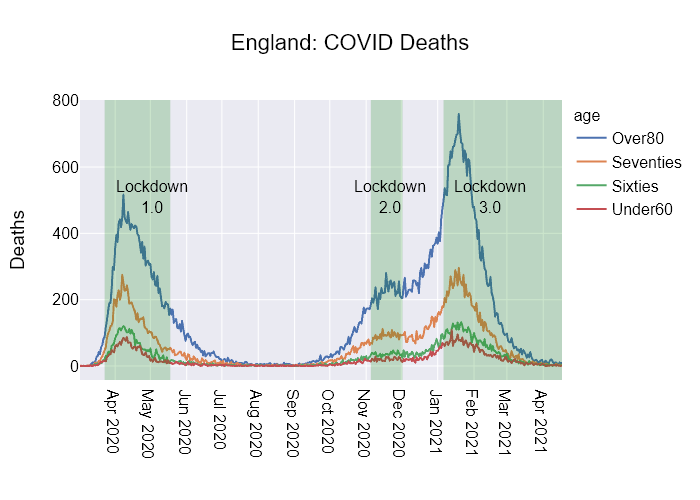 England: COVID Deaths
800
600
400
200
0
Deaths
Lockdown
1.0
Lockdown
2.0
Lockdown
3.0
Apr 2020
May 2020
Jun 2020
Jul 2020
Aug 2020
Sep 2020
Oct 2020
Nov 2020
Dec 2020
Jan 2021
Feb 2021
Mar 2021
Apr 2021
age
Over80
Seventies
Sixties
Under60